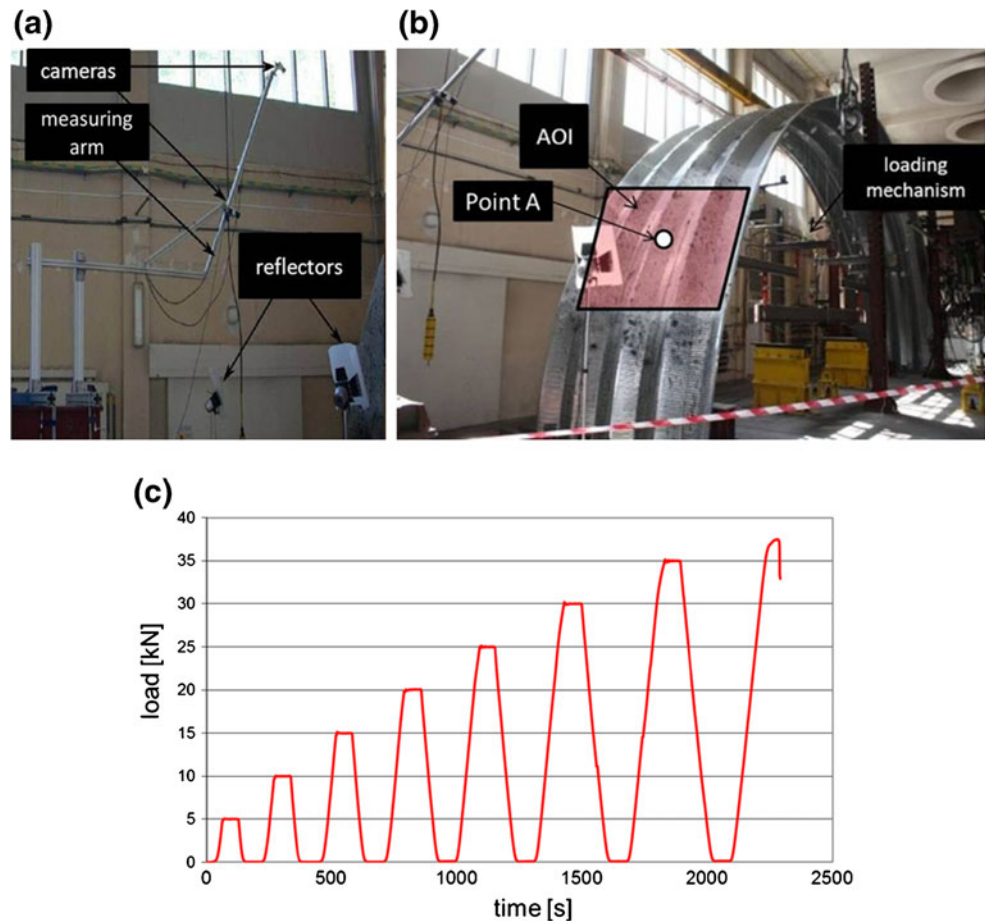 (a)
cameras
measuring
arm
reflectors
(b)
AOI
Point A
loading
mechanism
(c)
load [kN]
40
35
30
25
20
15
10
5
0
0 500 1000 1500 2000 2500
time [s]